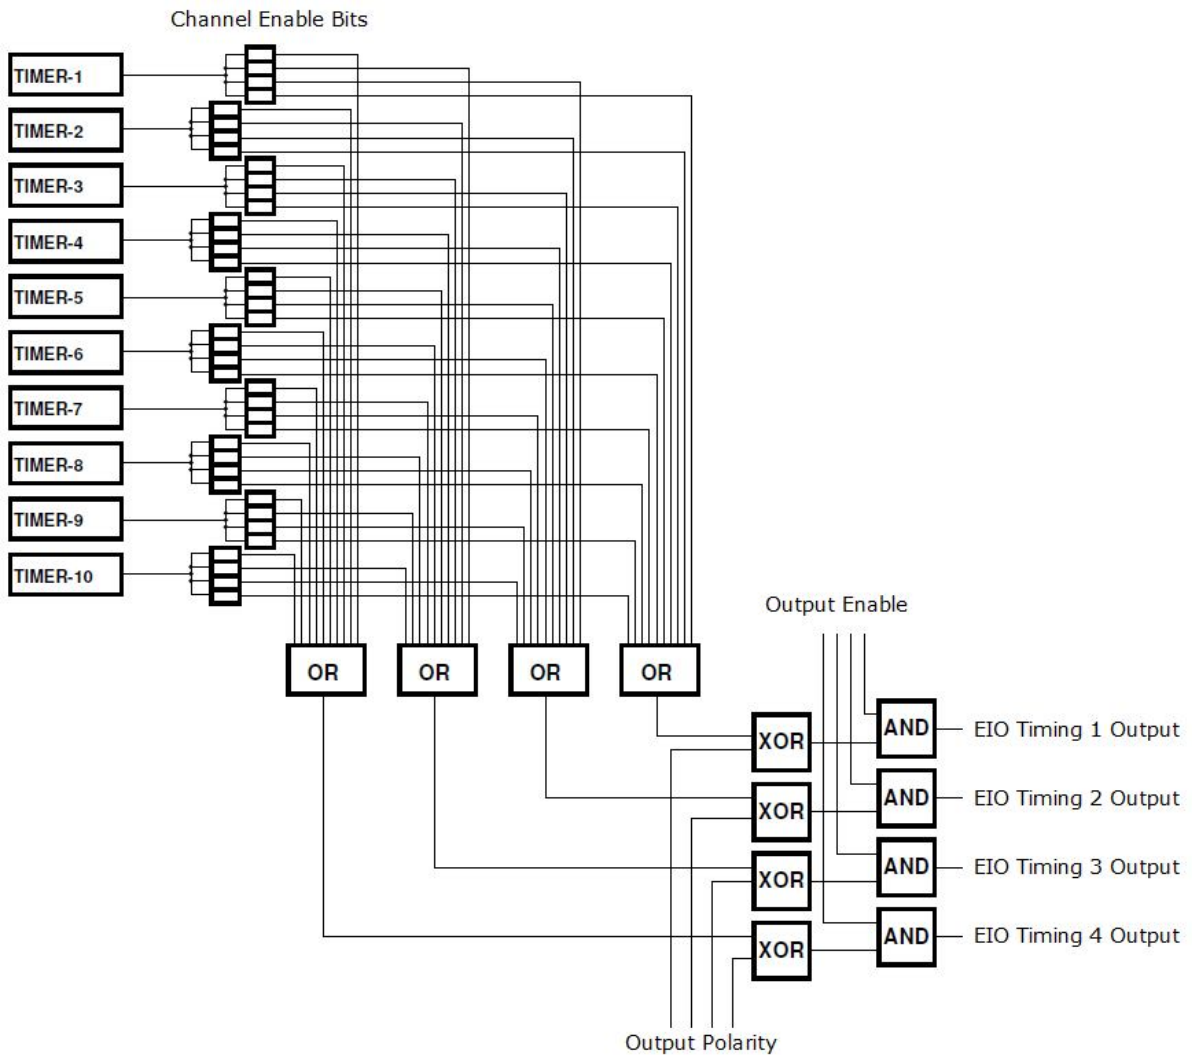 Channel Enable Bits
TIMER-1
TIMER-2
TIMER-3
TIMER-4
TIMER-5
TIMER-6
TIMER-7
TIMER-8
TIMER-9
TIMER-10
Output Enable
OR OR OR OR
XOR AND EIO Timing 1 Output
XOR AND EIO Timing 2 Output
XOR AND EIO Timing 3 Output
XOR AND EIO Timing 4 Output
Output Polarity